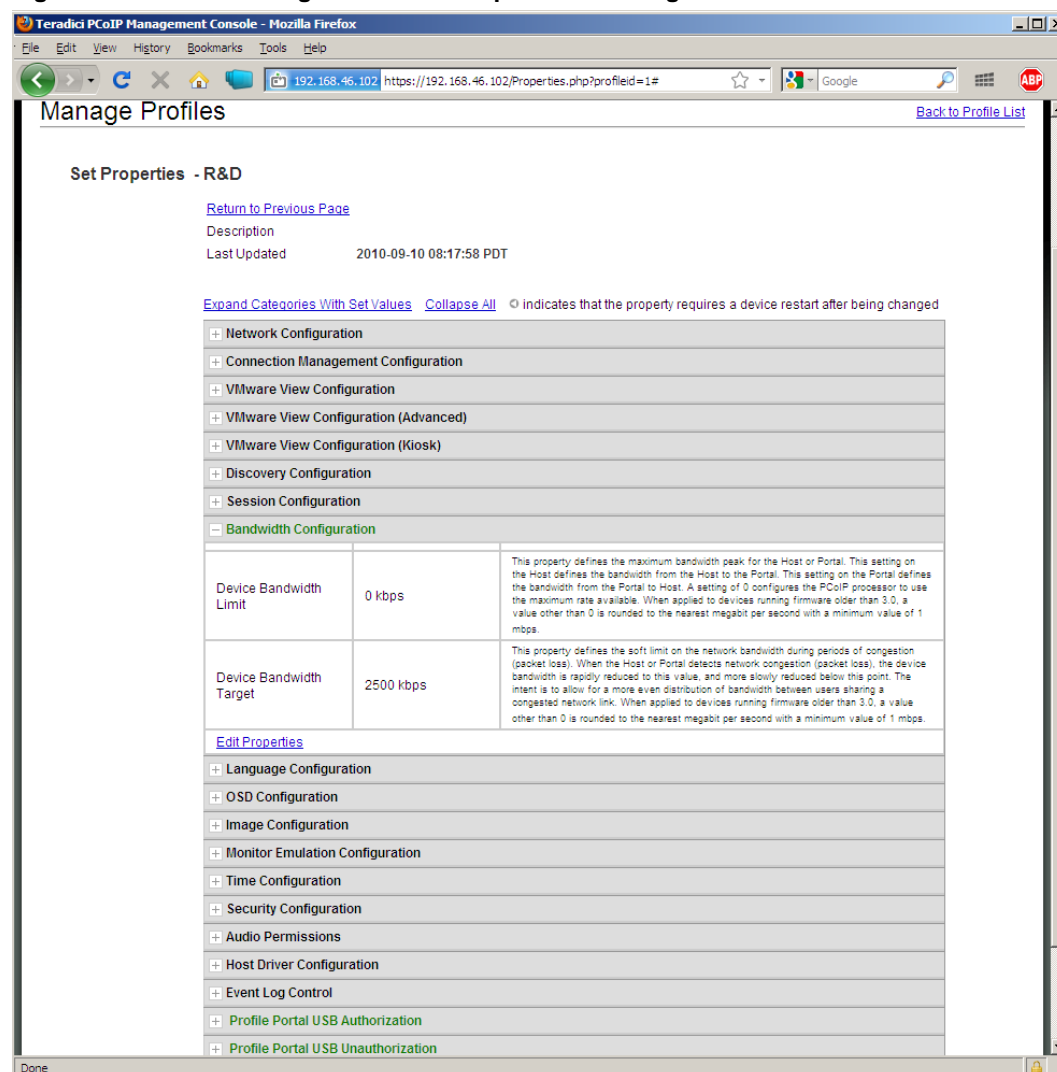 Teradici PCoIP Management Console - Mozilla Firefox
File Edit View History Bookmarks Tools Help
192.168.46.102 https://192.168.46.102/Properties.php?profileid=1# Google ABP
Manage Profiles
Back to Profile List
Set Properties - R&D
Return to Previous Page
Description
Last Updated 2010-09-10 08:17:58 PDT
Expand Categories With Set Values Collapse All indicates that the property requires a device restart after being changed
Network Configuration
Connection Management Configuration
VMware View Configuration
VMware View Configuration (Advanced)
VMware View Configuration (Kiosk)
Discovery Configuration
Session Configuration
Bandwidth Configuration
Device Bandwidth
Limit
0 kbps
This property defines the maximum bandwidth peak for the Host or Portal. This setting on
the Host defines the bandwidth from the Host to the Portal. This setting on the Portal defines
the bandwidth from the Portal to Host. A setting of 0 configures the PCoIP processor to use
the maximum rate available. When applied to devices running firmware older than 3.0, a
value other than 0 is rounded to the nearest megabit per second with a minimum value of 1
mbps.
Device Bandwidth
Target
2500 kbps
This property defines the soft limit on the network bandwidth during periods of congestion
(packet loss). When the Host or Portal detects network congestion (packet loss), the device
bandwidth is rapidly reduced to this value, and more slowly reduced below this point. The
intent is to allow for a more even distribution of bandwidth between users sharing a
congested network link. When applied to devices running firmware older than 3.0, a value
other than 0 is rounded to the nearest megabit per second with a minimum value of 1 mbps.
Edit Properties
Language Configuration
OSD Configuration
Image Configuration
Monitor Emulation Configuration
Time Configuration
Security Configuration
Audio Permissions
Host Driver Configuration
Event Log Control
Profile Portal USB Authorization
Profile Portal USB Unauthorization
Done